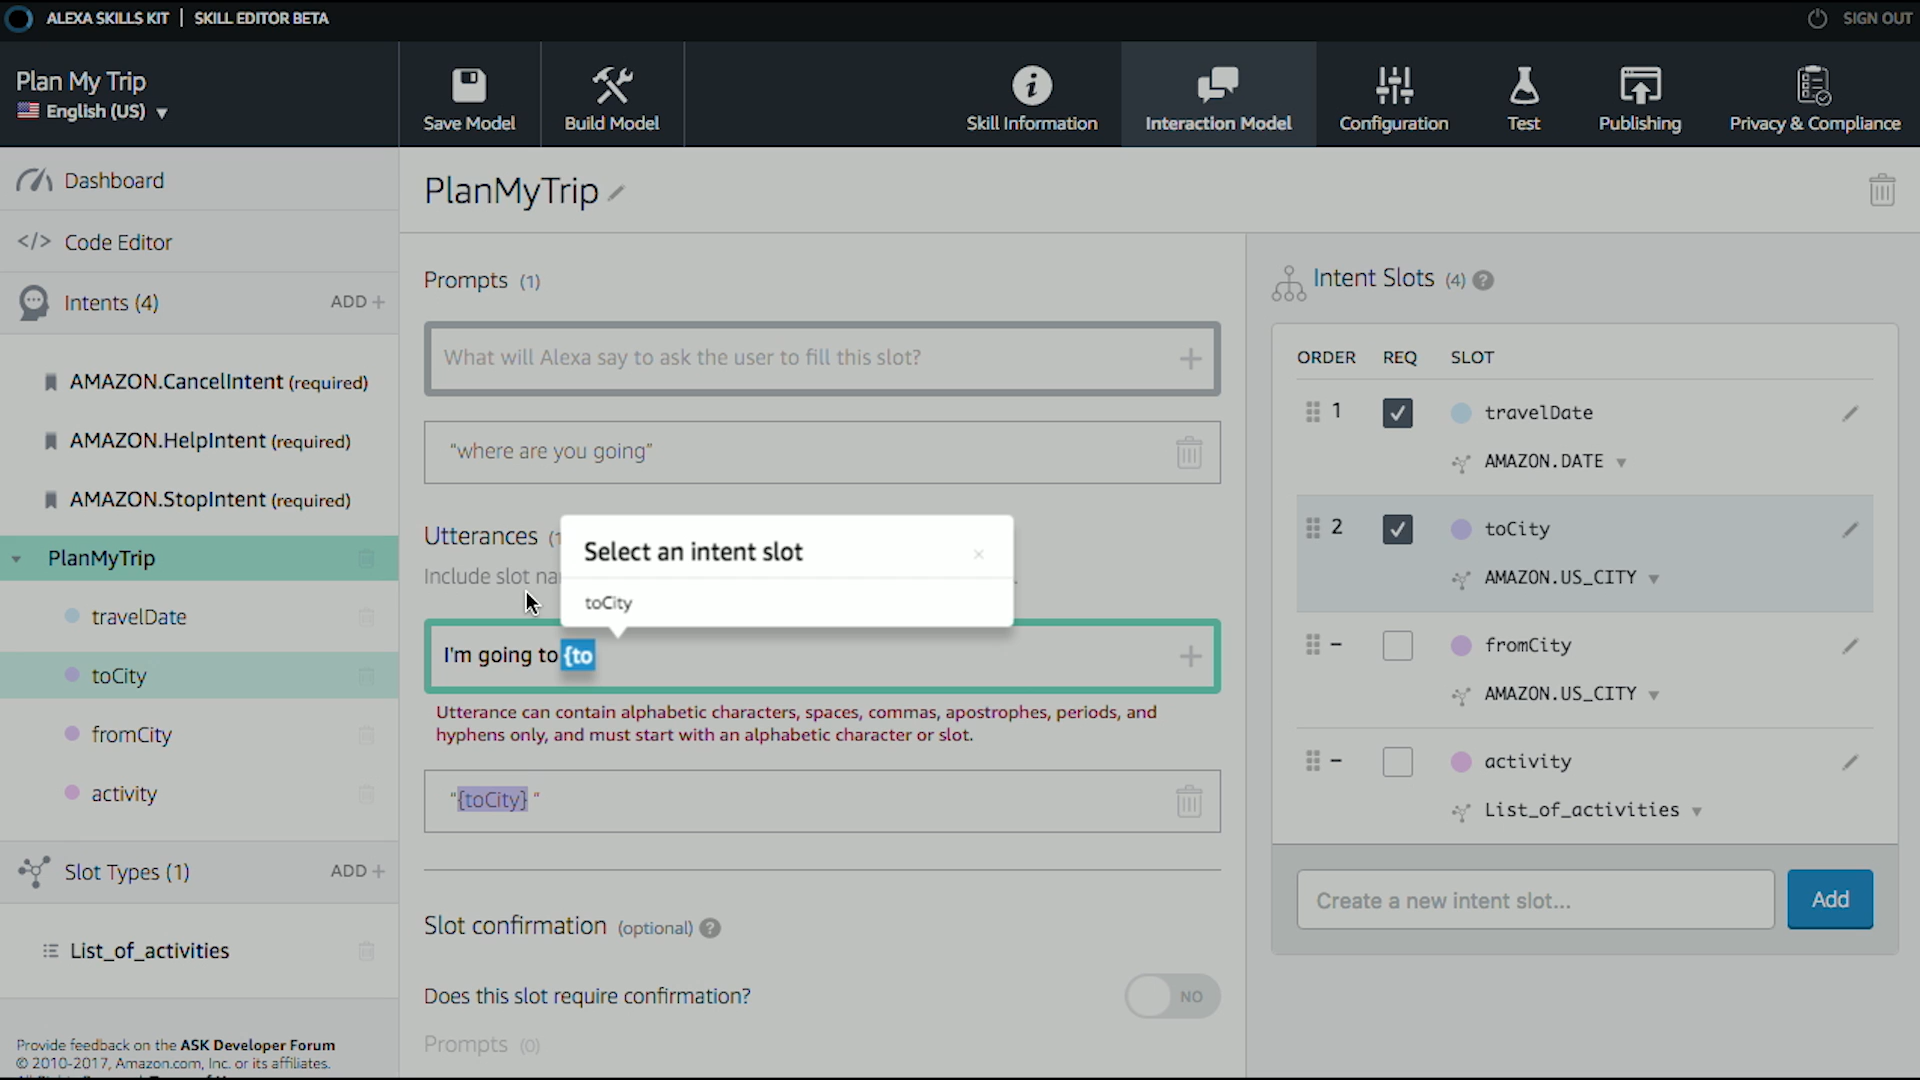 ALEXA SKILLS KIT | SKILL EDITOR BETA
SIGN OUT
Plan My Trip
English (US)
Save Model
Build Model
Skill Information
Interaction Model
Configuration
Test
Publishing
Privacy & Compliance
Dashboard
</> Code Editor
Intents (4)
ADD +
AMAZON.CancelIntent (required)
AMAZON.HelpIntent (required)
AMAZON.StopIntent (required)
PlanMyTrip
travelDate
toCity
fromCity
activity
Slot Types (1)
ADD +
List_of_activities
Provide feedback on the ASK Developer Forum
© 2010-2017, Amazon.com, Inc. or its affiliates.
PlanMyTrip
Prompts (1)
What will Alexa say to ask the user to fill this slot?
"where are you going"
Utterances
Include slot
Select an intent slot
toCity
I'm going to {to
Utterance can contain alphabetic characters, spaces, commas, apostrophes, periods, and
hyphens only, and must start with an alphabetic character or slot.
"{toCity} "
Slot confirmation (optional) ?
Does this slot require confirmation?
NO
Prompts (0)
Intent Slots (4) ?
ORDER REQ SLOT
1 travelDate
AMAZON.DATE
2 toCity
AMAZON.US_CITY
– fromCity
AMAZON.US_CITY
– activity
List_of_activities
Create a new intent slot...
Add